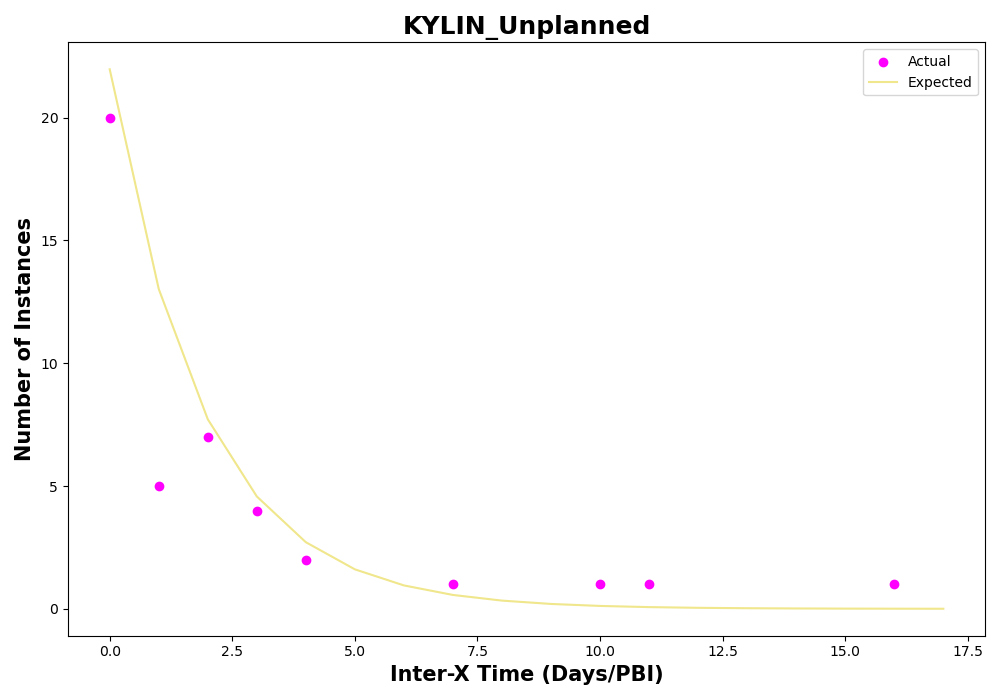 KYLIN_Unplanned
Actual
Expected
Number of Instances
20
15
10
5
0
0.0 2.5 5.0 7.5 10.0 12.5 15.0 17.5
Inter-X Time (Days/PBI)